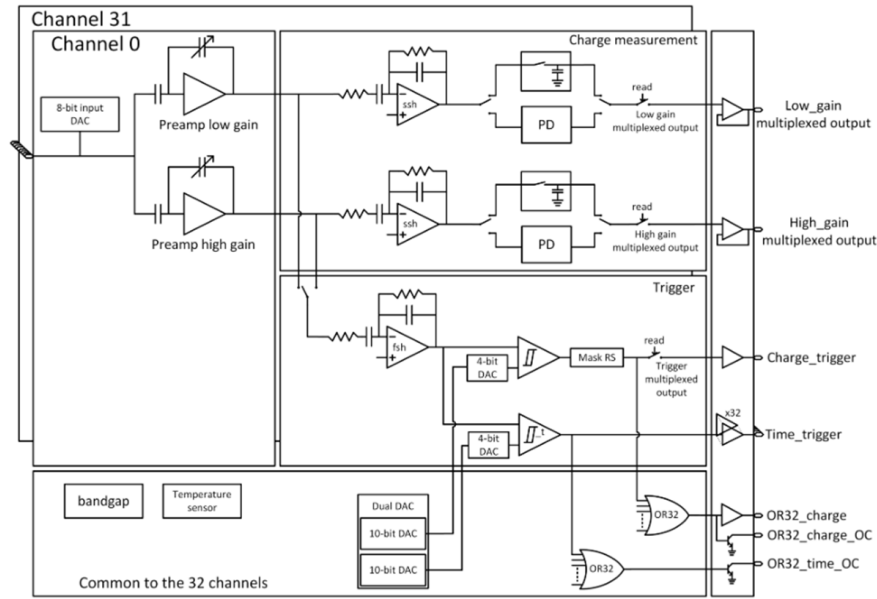 Channel 31
Channel 0
8-bit input
DAC
Preamp low gain
Preamp high gain
Charge measurement
ssh
PD
read
Low gain
multiplexed output
Low_gain
multiplexed output
ssh
PD
read
High gain
multiplexed output
High_gain
multiplexed output
Trigger
fsh
4-bit
DAC
Mask RS
read
Trigger
multiplexed
output
Charge_trigger
4-bit
DAC
_t
x32
Time_trigger
bandgap
Temperature
sensor
Dual DAC
10-bit DAC
10-bit DAC
OR32
OR32
OR32_charge
OR32_charge_OC
OR32_time_OC
Common to the 32 channels